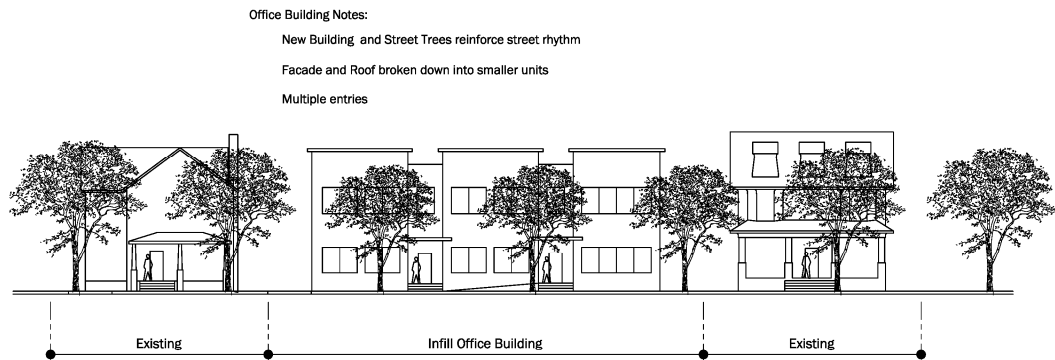 Office Building Notes:
New Building and Street Trees reinforce street rhythm
Facade and Roof broken down into smaller units
Multiple entries
Existing
Infill Office Building
Existing